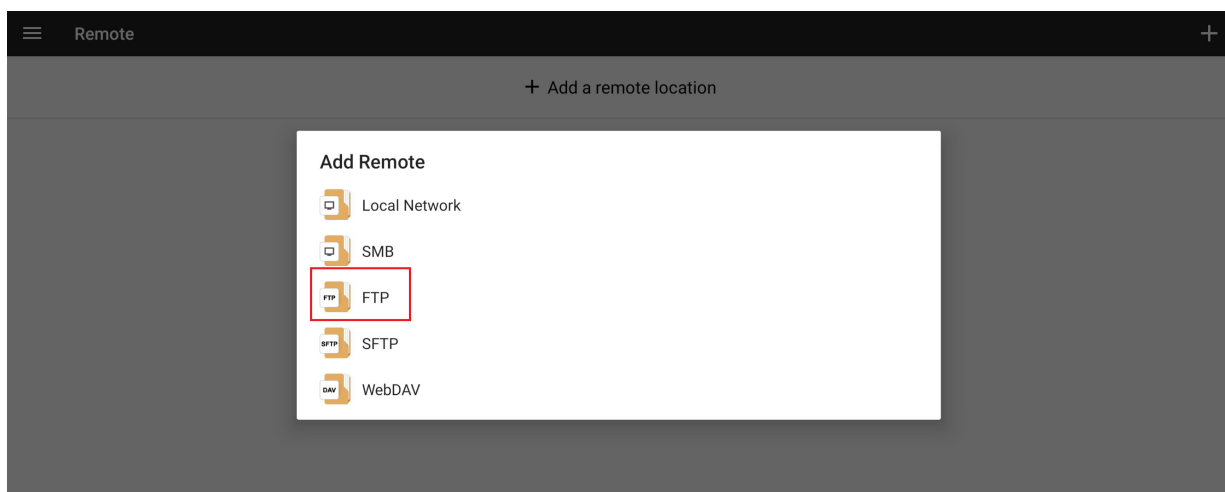 Remote
Add a remote location
Add Remote
Local Network
SMB
FTP FTP
SFTP SFTP
DAV WebDAV